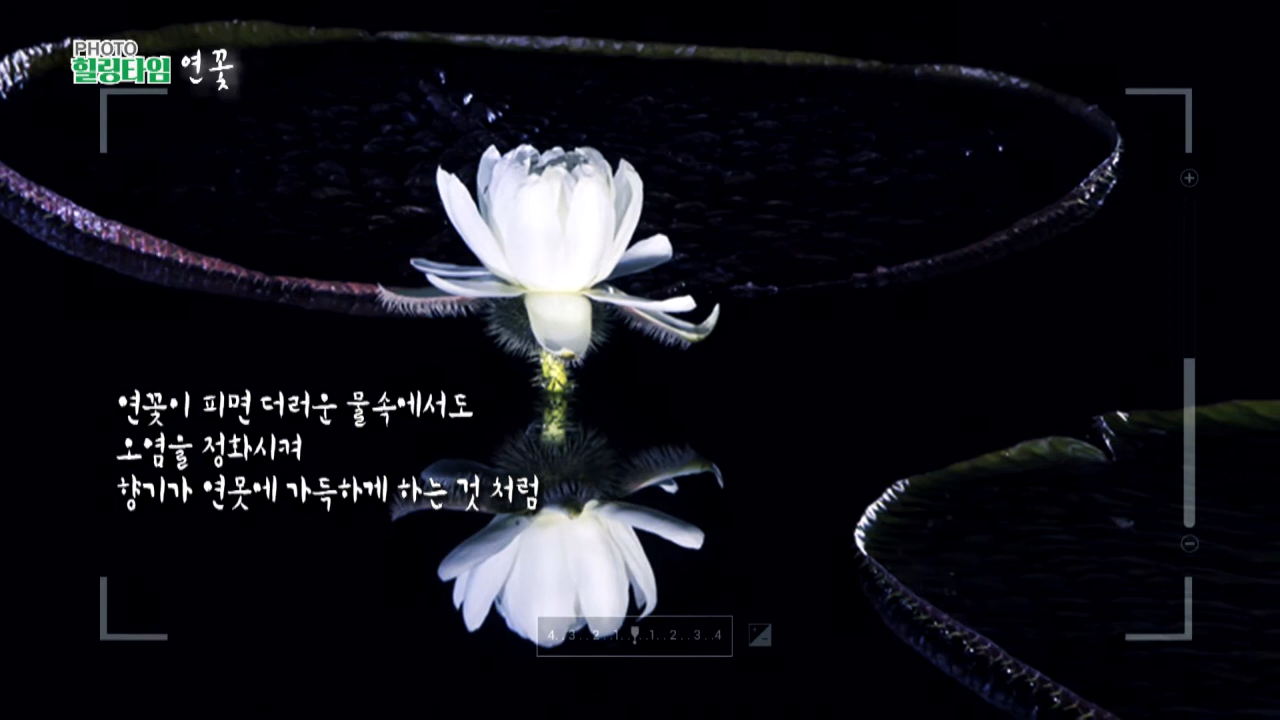 PHOTO
힐링타임 연꽃
연꽃이 피면 더러운 물속에서도
오염을 정화시켜
향기가 연못에 가득하게 하는 것 처럼
4..3..2..1.. ..1..2..3..4